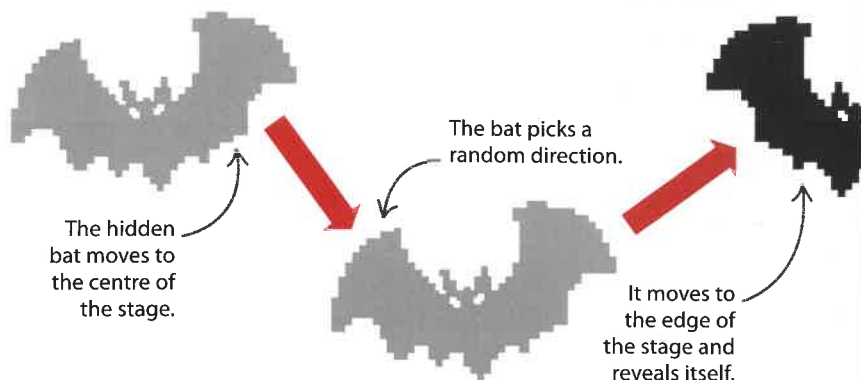 The hidden
bat moves to
the centre of
the stage.
The bat picks a
random direction.
It moves to
the edge of
the stage and
reveals itself.